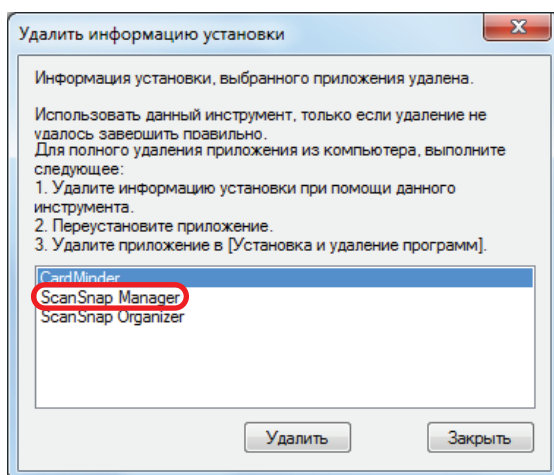 Удалить информацию установки
Информация установки, выбранного приложения удалена.
Использовать данный инструмент, только если удаление не
удалось завершить правильно.
Для полного удаления приложения из компьютера, выполните
следующее:
1. Удалите информацию установки при помощи данного
инструмента.
2. Переустановите приложение.
3. Удалите приложение в [Установка и удаление программ].
CardMinder
ScanSnap Manager
ScanSnap Organizer
Удалить
Закрыть